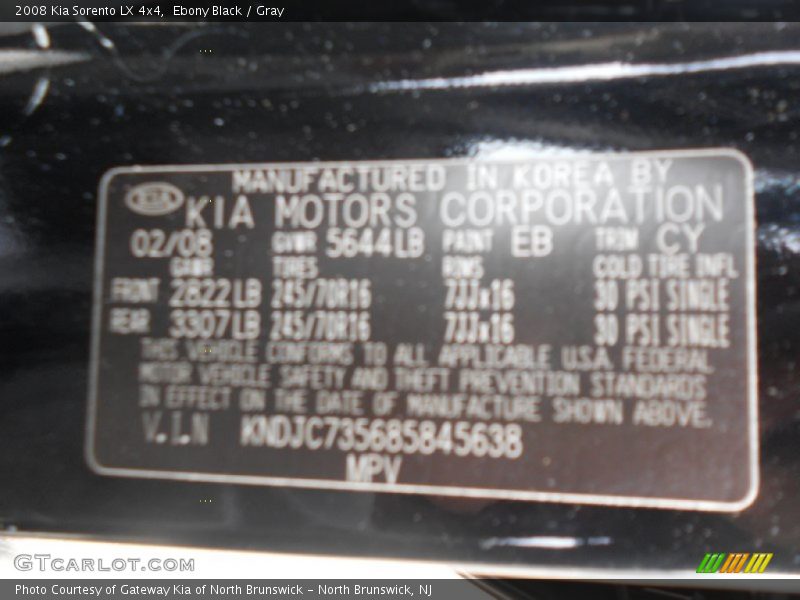 2008 Kia Sorento LX 4x4, Ebony Black / Gray
MANUFACTURED IN KOREA BY
KIA KIA MOTORS CORPORATION
02/08 GVWR 5644LB PAINT EB TRIM CY
GAWR TIRES RIMS COLD TIRE INFL
FRONT 2822LB 245/70R16 7JJx16 30 PSI SINGLE
REAR 3307LB 245/70R16 7JJx16 30 PSI SINGLE
THIS VEHICLE CONFORMS TO ALL APPLICABLE U.S.A. FEDERAL
MOTOR VEHICLE SAFETY AND THEFT PREVENTION STANDARDS
IN EFFECT ON THE DATE OF MANUFACTURE SHOWN ABOVE.
V.I.N KNDJC735685845638
MPV
GTCARLOT.COM
Photo Courtesy of Gateway Kia of North Brunswick - North Brunswick, NJ